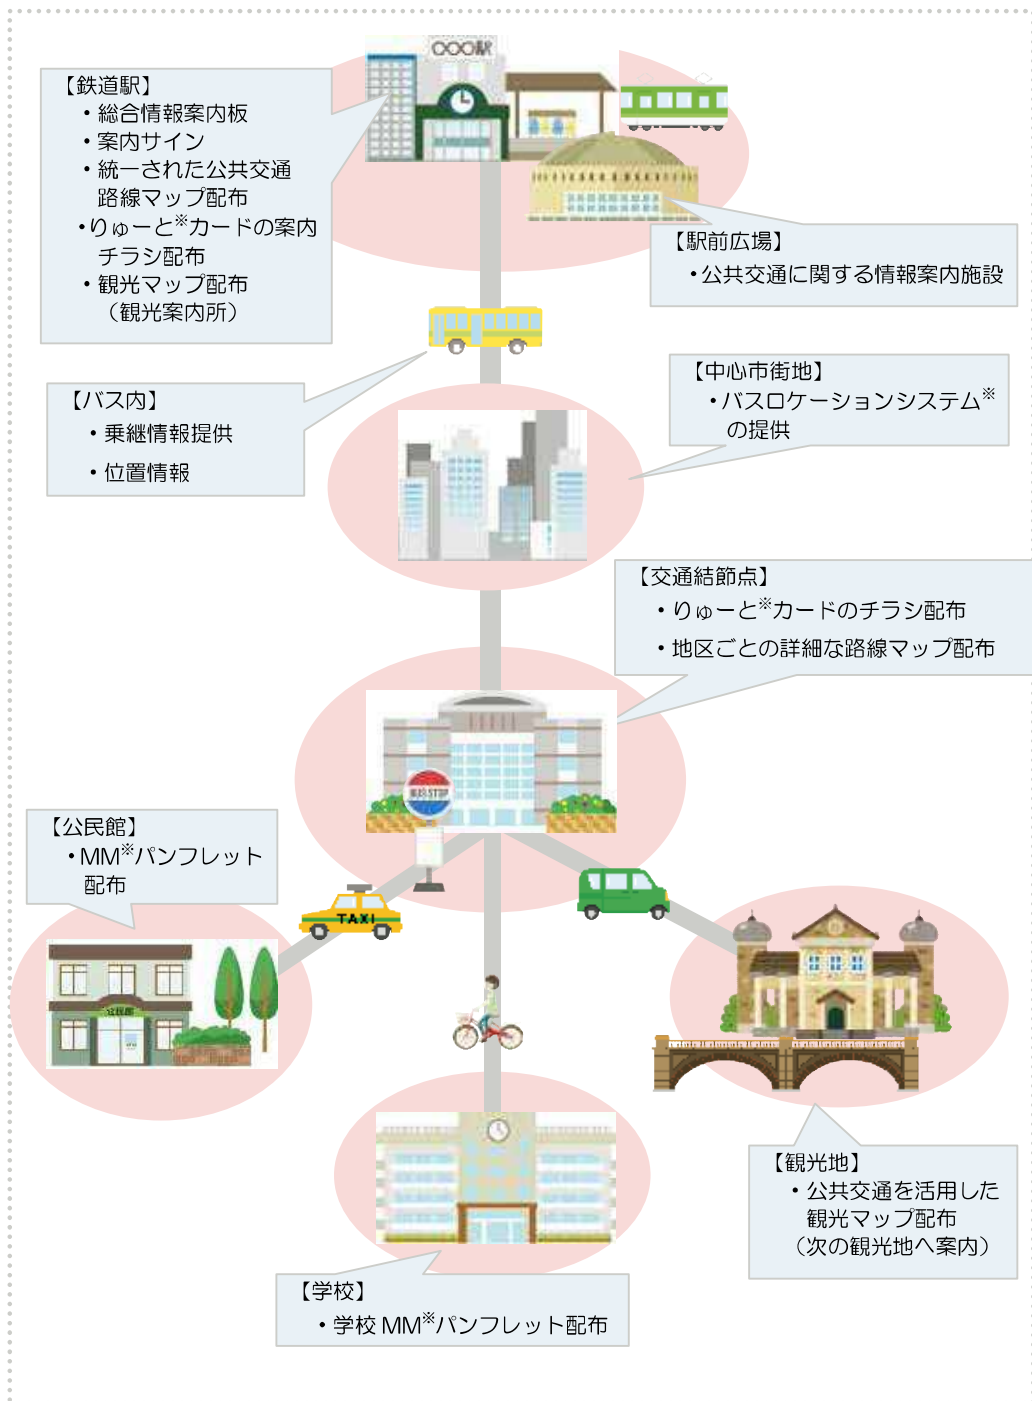 ○○○駅
【鉄道駅】
・総合情報案内板
・案内サイン
・統一された公共交通
路線マップ配布
・りゅーと※カードの案内
チラシ配布
・観光マップ配布
（観光案内所）
【駅前広場】
・公共交通に関する情報案内施設
【バス内】
・乗継情報提供
・位置情報
【中心市街地】
・バスロケーションシステム※
の提供
【交通結節点】
・りゅーと※カードのチラシ配布
・地区ごとの詳細な路線マップ配布
BUS STOP
【公民館】
・MM※パンフレット
配布
TAXI
公民館
【観光地】
・公共交通を活用した
観光マップ配布
（次の観光地へ案内）
【学校】
・学校 MM※パンフレット配布